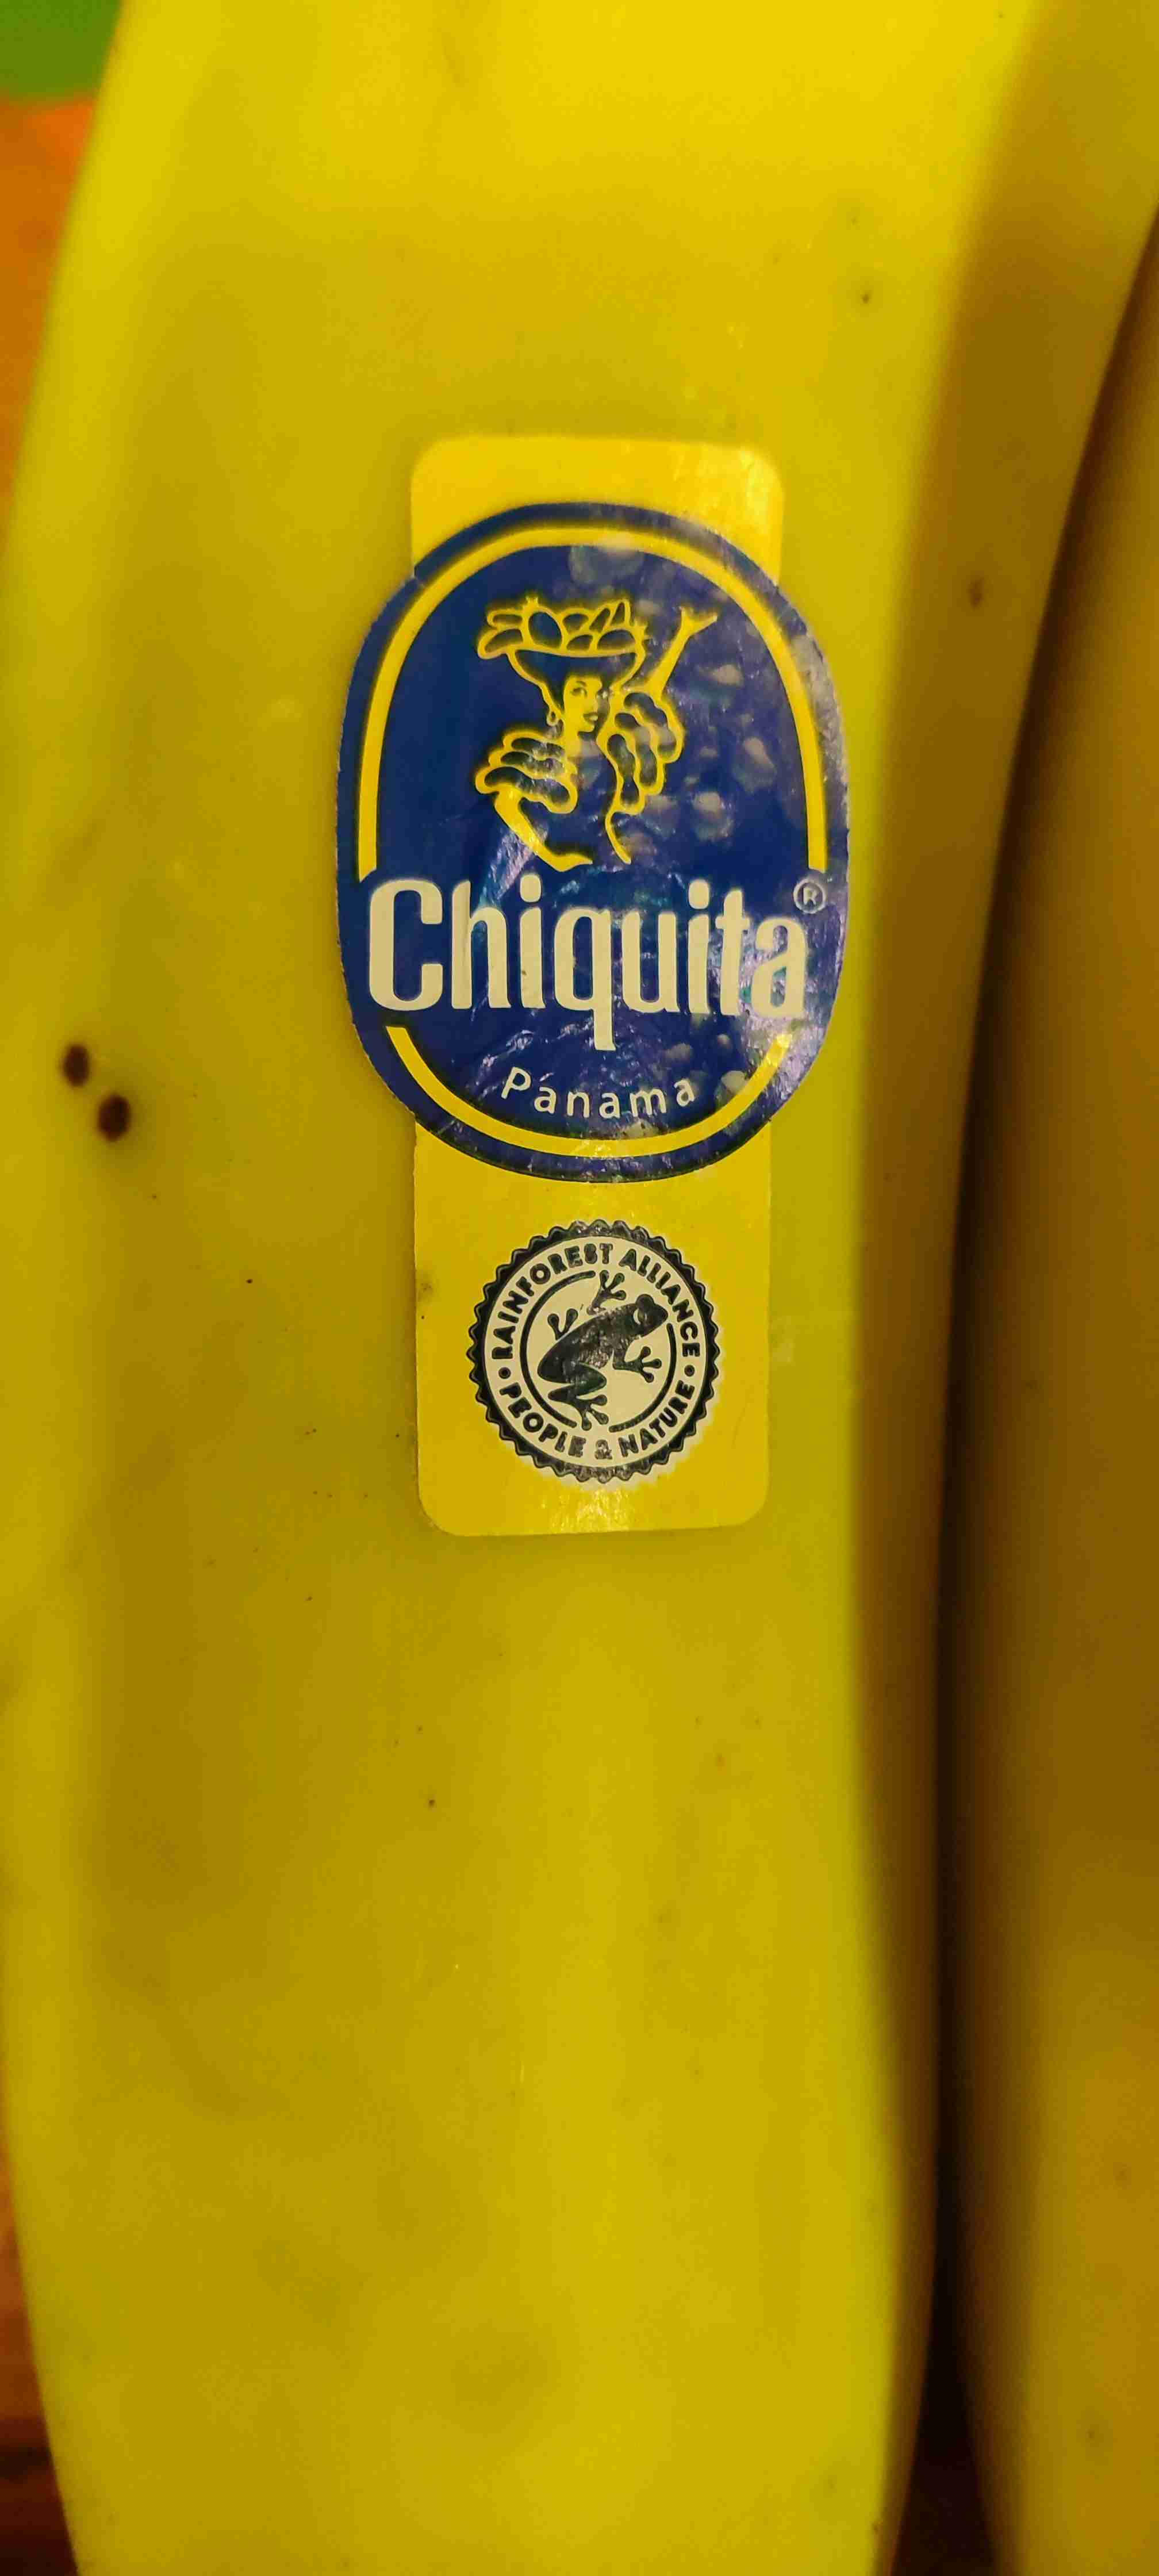 Chiquita®
Panama
RAINFOREST ALLIANCE
• PEOPLE & NATURE •